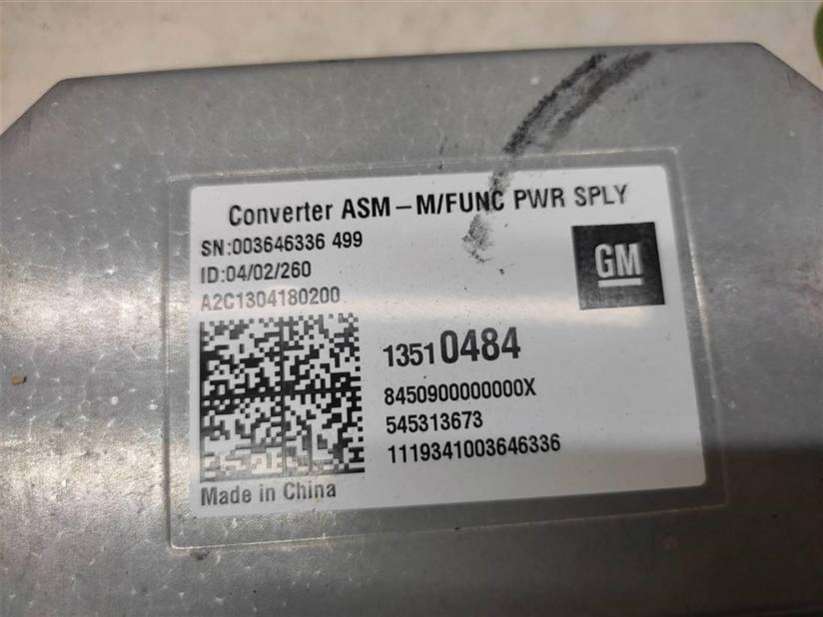 Converter ASM – M/FUNC PWR SPLY
SN:003646336 499
ID:04/02/260
A2C1304180200
GM
13510484
8450900000000X
545313673
1119341003646336
Made in China